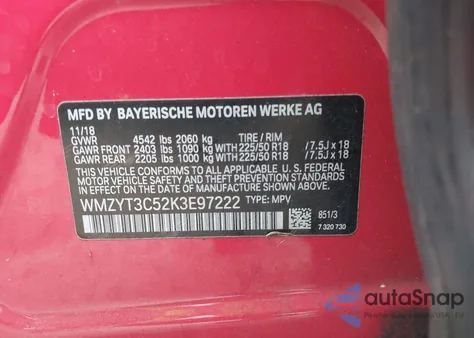 MFD BY BAYERISCHE MOTOREN WERKE AG
11/18
GVWR 4542 lbs 2060 kg TIRE / RIM
GAWR FRONT 2403 lbs 1090 kg WITH 225/50 R18 / 7.5J x 18
GAWR REAR 2205 lbs 1000 kg WITH 225/50 R18 / 7.5J x 18
THIS VEHICLE CONFORMS TO ALL APPLICABLE U.S.
FEDERAL MOTOR VEHICLE SAFETY AND THEFT
PREVENTION STANDARDS IN EFFECT ON THE DATE
OF MANUFACTURE SHOWN ABOVE.
WMZYT3C52K3E97222 TYPE: MPV
851/3
7 320 730
autoSnap